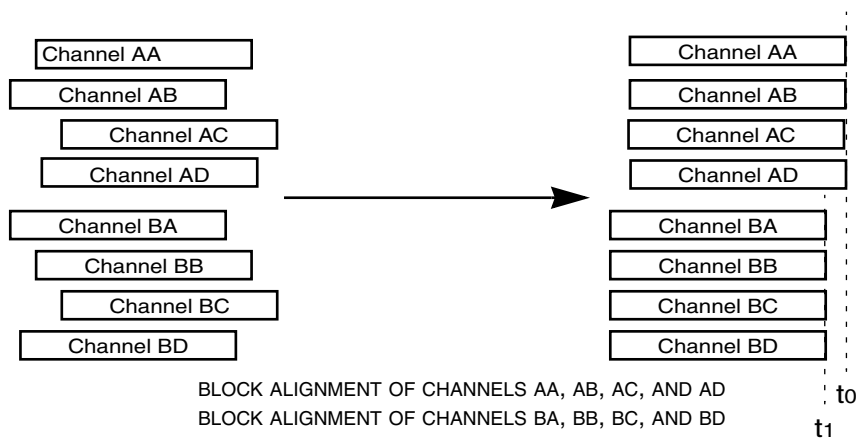 Channel AA
Channel AB
Channel AC
Channel AD
Channel BA
Channel BB
Channel BC
Channel BD
Channel AA
Channel AB
Channel AC
Channel AD
Channel BA
Channel BB
Channel BC
Channel BD
BLOCK ALIGNMENT OF CHANNELS AA, AB, AC, AND AD
BLOCK ALIGNMENT OF CHANNELS BA, BB, BC, AND BD
t0
t1